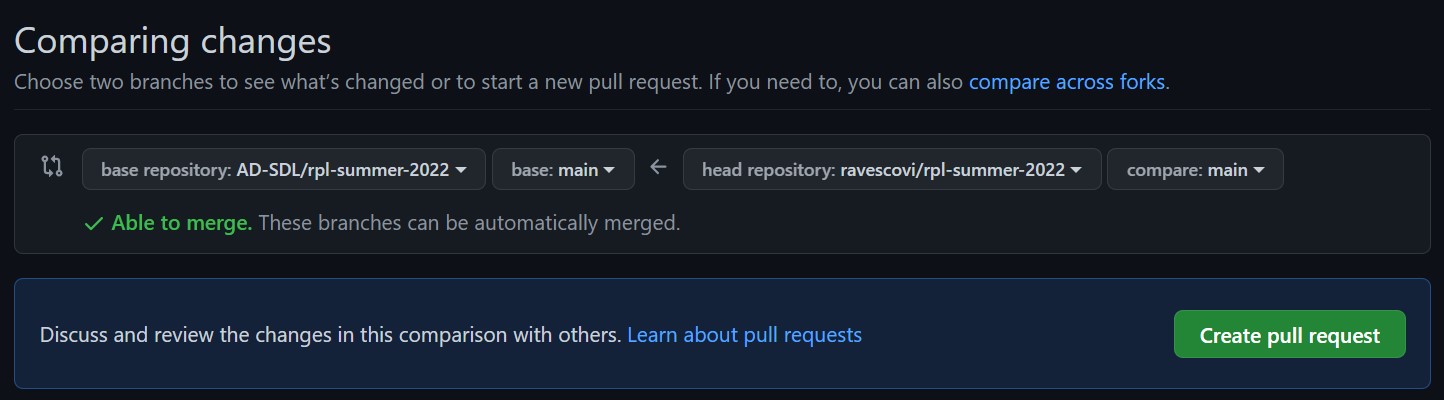 Comparing changes
Choose two branches to see what’s changed or to start a new pull request. If you need to, you can also compare across forks.
base repository: AD-SDL/rpl-summer-2022 base: main head repository: ravescovi/rpl-summer-2022 compare: main
Able to merge. These branches can be automatically merged.
Discuss and review the changes in this comparison with others. Learn about pull requests Create pull request